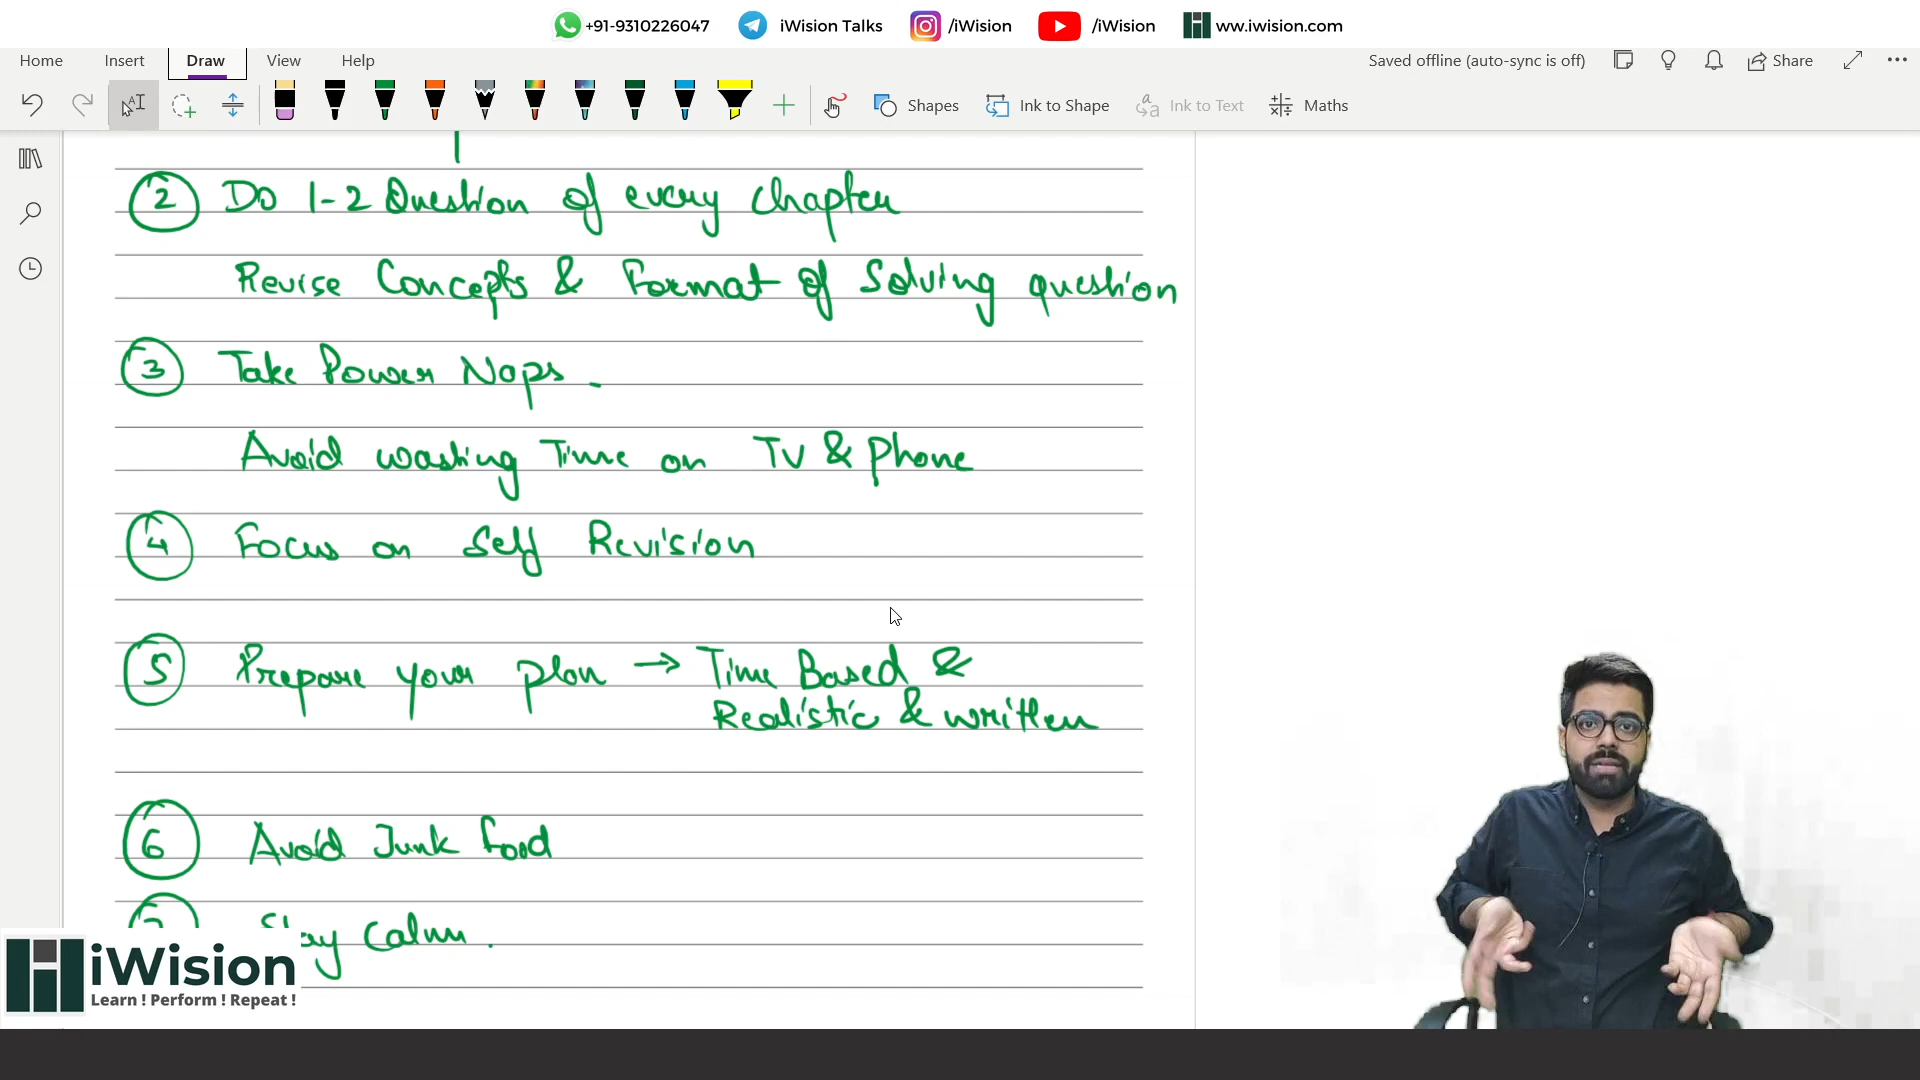 +91-9310226047 iWision Talks /iWision /iWision ww.iwision.com
Home Insert Draw View Help Saved offline (auto-sync is off) Share
Shapes Ink to Shape Ink to Text Maths
2 Do 1-2 Question of every chapter
Revise Concepts & Format of Solving question
3 Take Power Naps.
Avoid wasting Time on TV & phone
4 Focus on Self Revision
5 Prepare your plan → Time Based &
Realistic & written
6 Avoid Junk food
Stay Calm.
iWision
Learn ! Perform ! Repeat !